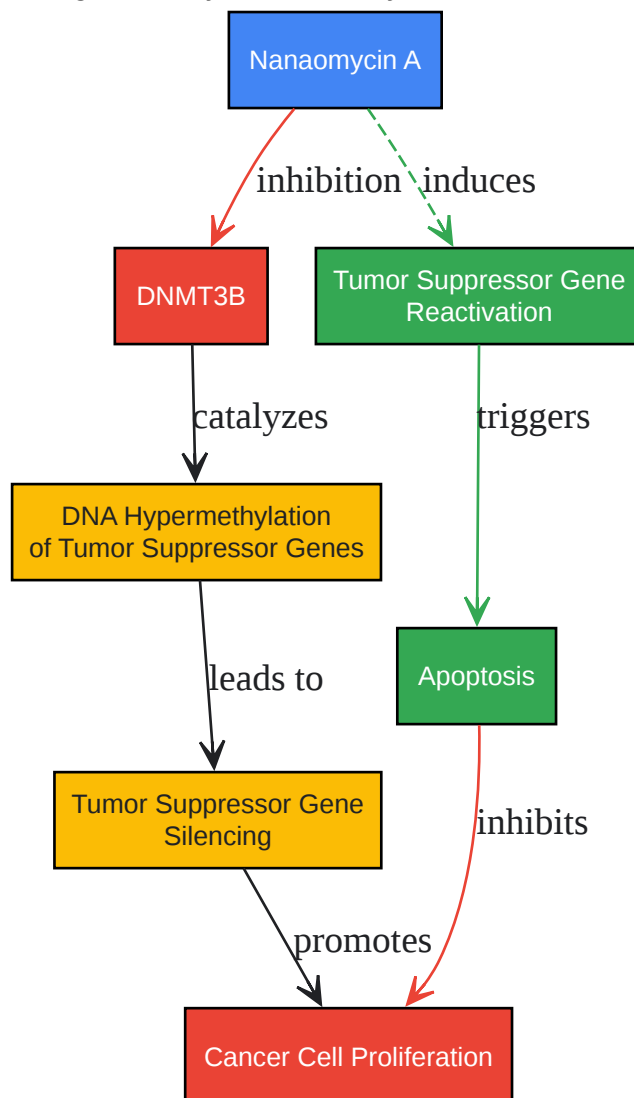 Nanaomycin A
inhibition
induces
DNMT3B
Tumor Suppressor Gene
Reactivation
catalyzes
triggers
DNA Hypermethylation
of Tumor Suppressor Genes
leads to
Apoptosis
Tumor Suppressor Gene
Silencing
inhibits
promotes
Cancer Cell Proliferation